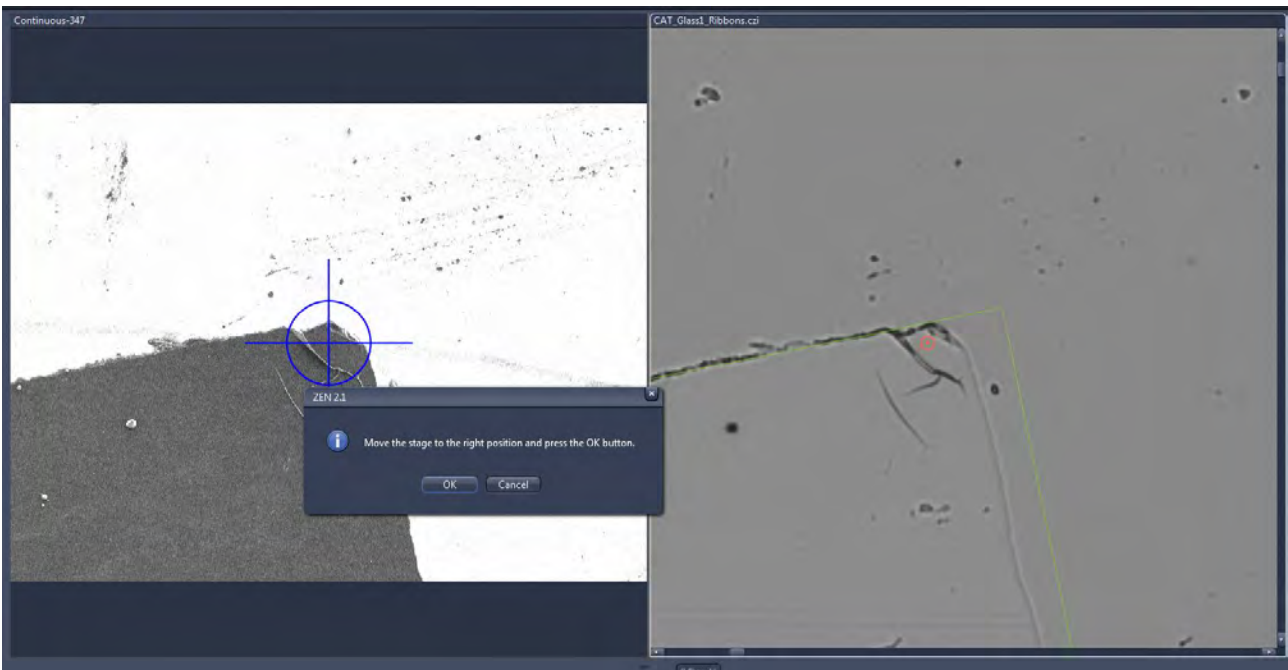 Continuous-347
CAT_Glass1_Ribbons.czi
ZEN 2.1
Move the stage to the right position and press the OK button.
OK
Cancel